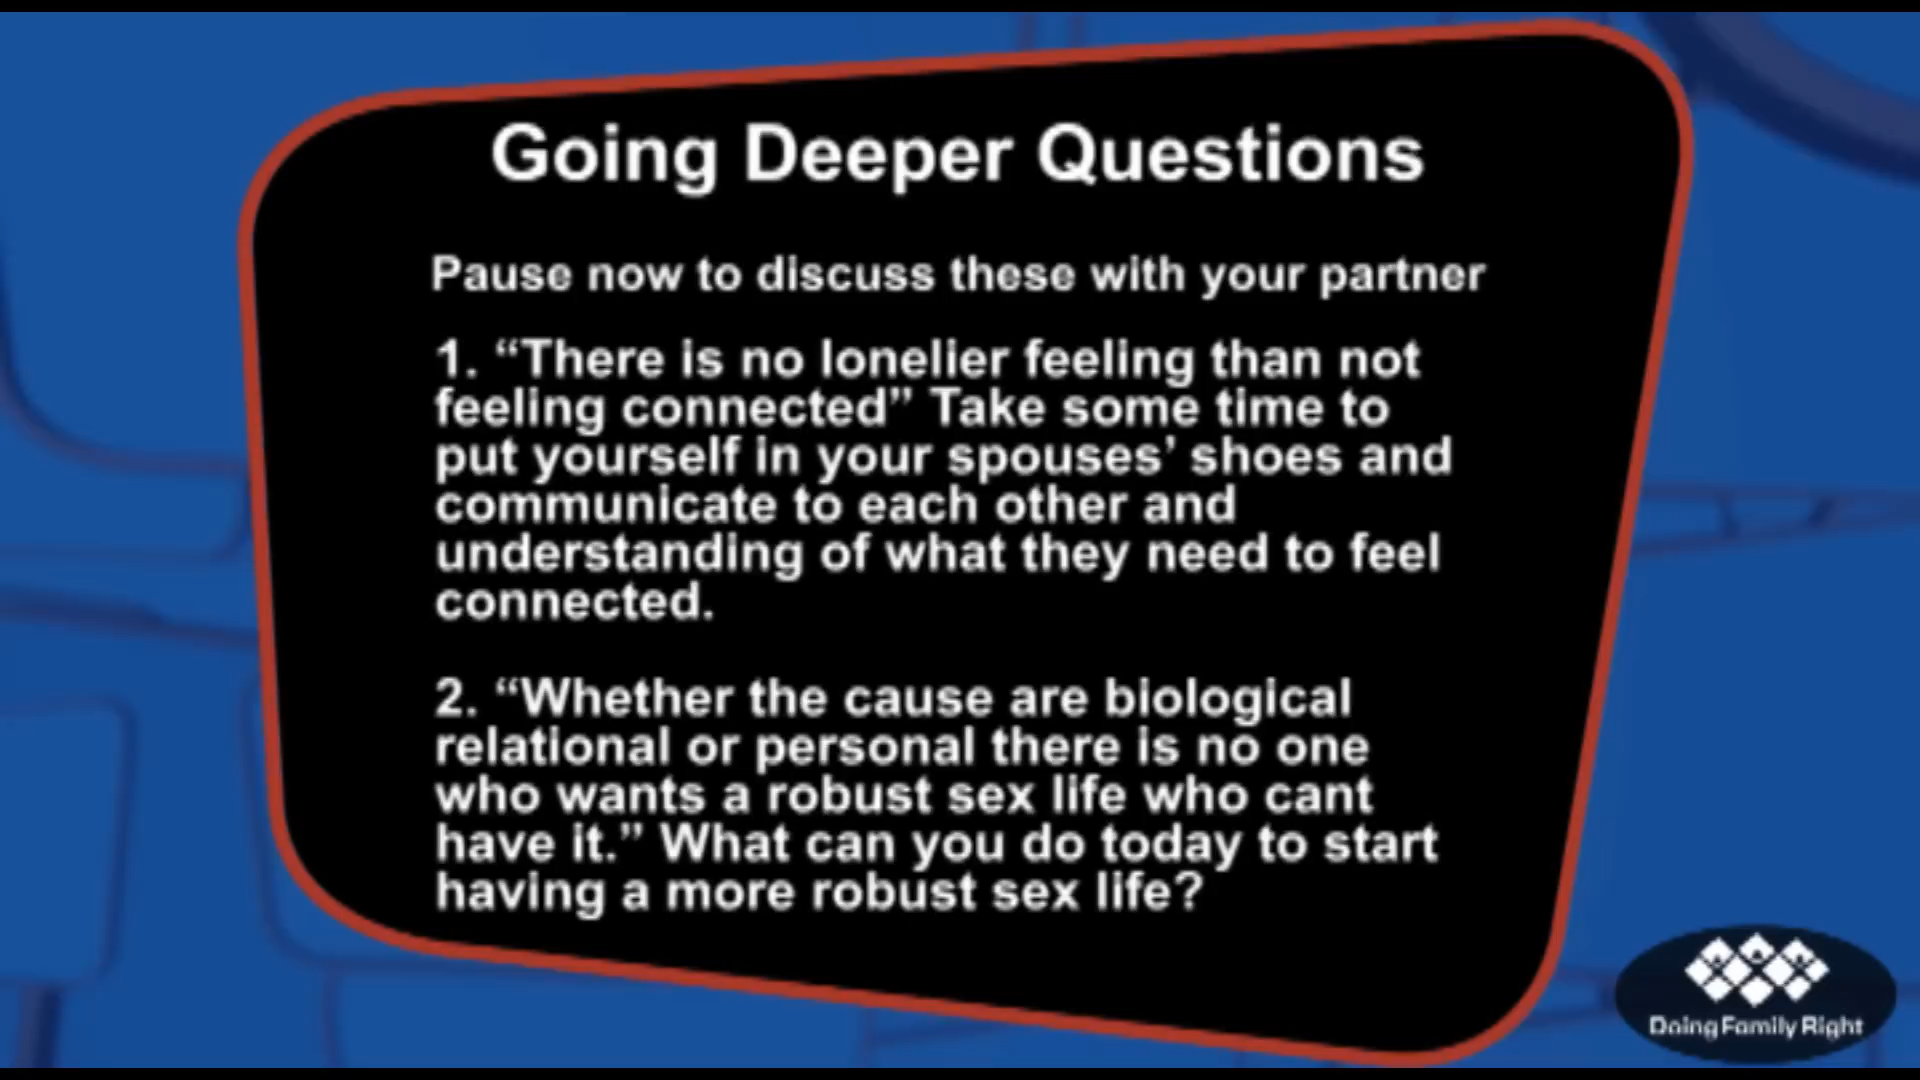 Going Deeper Questions
Pause now to discuss these with your partner
1. “There is no lonelier feeling than not
feeling connected” Take some time to
put yourself in your spouses’ shoes and
communicate to each other and
understanding of what they need to feel
connected.
2. “Whether the cause are biological
relational or personal there is no one
who wants a robust sex life who cant
have it.” What can you do today to start
having a more robust sex life?
Doing Family Right